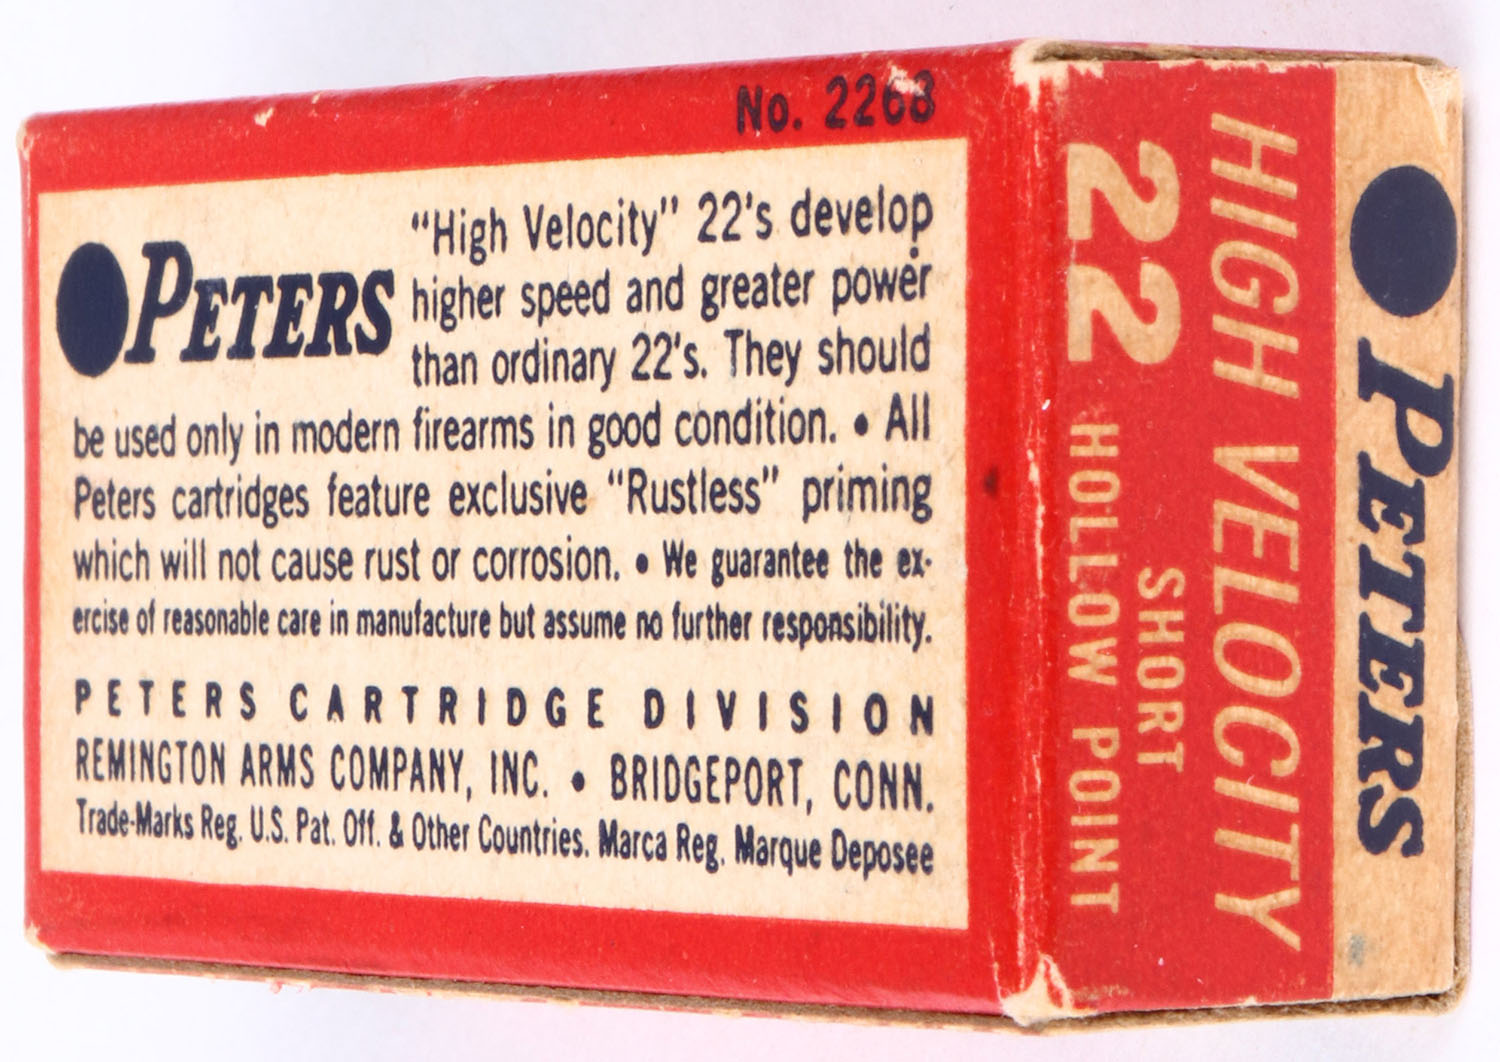 No. 2268
PETERS
“High Velocity” 22's develop
higher speed and greater power
than ordinary 22's. They should
be used only in modern firearms in good condition. • All
Peters cartridges feature exclusive “Rustless” priming
which will not cause rust or corrosion. • We guarantee the ex-
ercise of reasonable care in manufacture but assume no further responsibility.
PETERS CARTRIDGE DIVISION
REMINGTON ARMS COMPANY, INC. • BRIDGEPORT, CONN.
Trade-Marks Reg. U.S. Pat. Off. & Other Countries. Marca Reg. Marque Deposee
PETERS
HIGH VELOCITY
22 SHORT
HOLLOW POINT